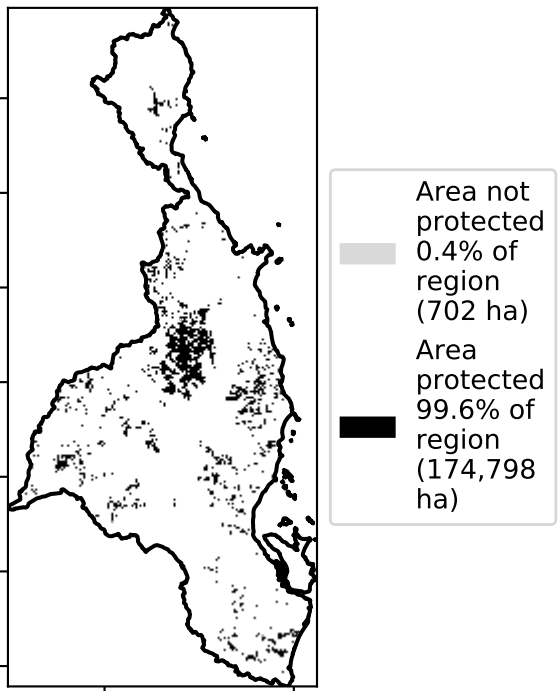 Area not
protected
0.4% of
region
(702 ha)
Area
protected
99.6% of
region
(174,798
ha)